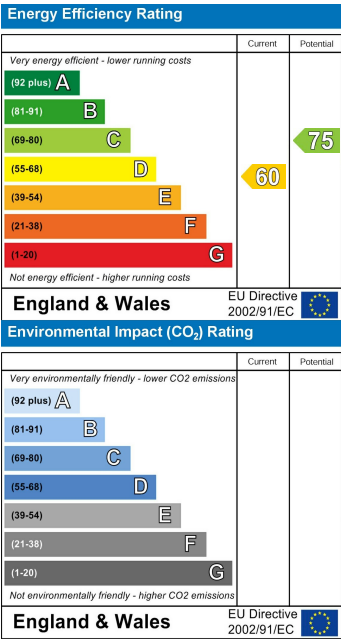 Energy Efficiency Rating
Current Potential
Very energy efficient - lower running costs
(92 plus) A
(81-91) B
(69-80) C
75
(55-68) D
60
(39-54) E
(21-38) F
(1-20) G
Not energy efficient - higher running costs
England & Wales
EU Directive
2002/91/EC
Environmental Impact (CO₂) Rating
Current Potential
Very environmentally friendly - lower CO2 emissions
(92 plus) A
(81-91) B
(69-80) C
(55-68) D
(39-54) E
(21-38) F
(1-20) G
Not environmentally friendly - higher CO2 emissions
England & Wales
EU Directive
2002/91/EC